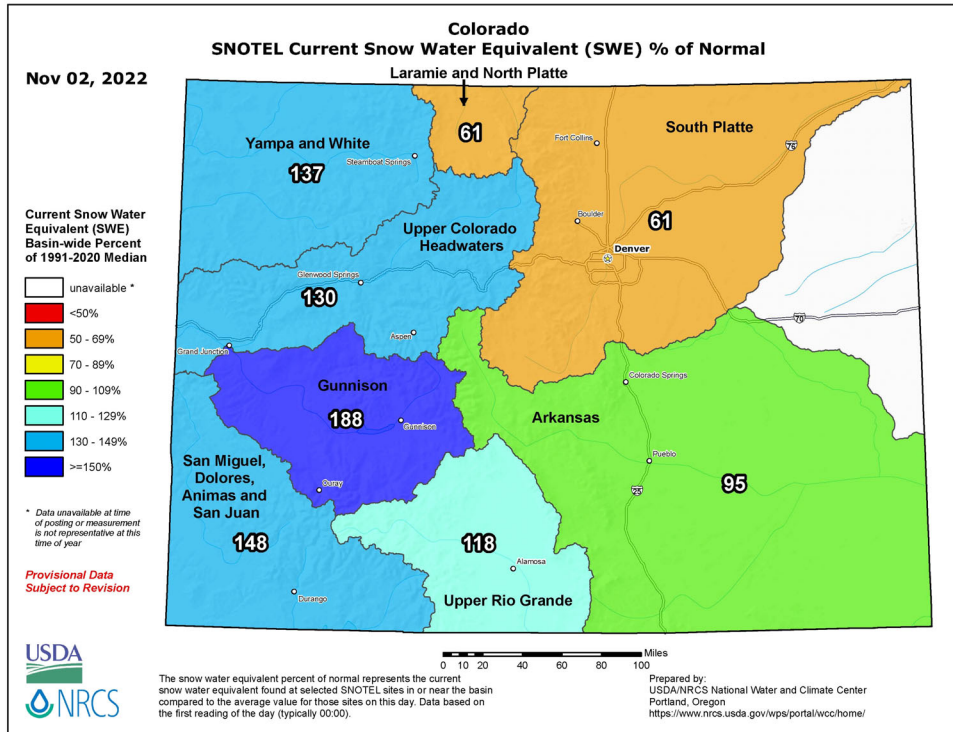 Colorado
SNOTEL Current Snow Water Equivalent (SWE) % of Normal
Nov 02, 2022
Laramie and North Platte
61
South Platte
Fort Collins
76
Yampa and White
Steamboat Springs
137
Current Snow Water
Equivalent (SWE)
Basin-wide Percent
of 1991-2020 Median
unavailable *
<50%
50 - 69%
70 - 89%
90 - 109%
110 - 129%
130 - 149%
>=150%
* Data unavailable at time
of posting or measurement
is not representative at this
time of year
Provisional Data
Subject to Revision
Upper Colorado
Headwaters
Boulder
61
Denver
Glenwood Springs
130
70
Aspen
Grand Junction
Gunnison
188
Gunnison
Colorado Springs
Arkansas
San Miguel,
Dolores,
Animas and
San Juan
148
Ouray
Pueblo
25
95
118
Alamosa
Upper Rio Grande
Durango
0 10 20 40 60 80 100
Miles
USDA
NRCS
The snow water equivalent percent of normal represents the current
snow water equivalent found at selected SNOTEL sites in or near the basin
compared to the average value for those sites on this day. Data based on
the first reading of the day (typically 00:00).
Prepared by:
USDA/NRCS National Water and Climate Center
Portland, Oregon
https://www.nrcs.usda.gov/wps/portal/wcc/home/